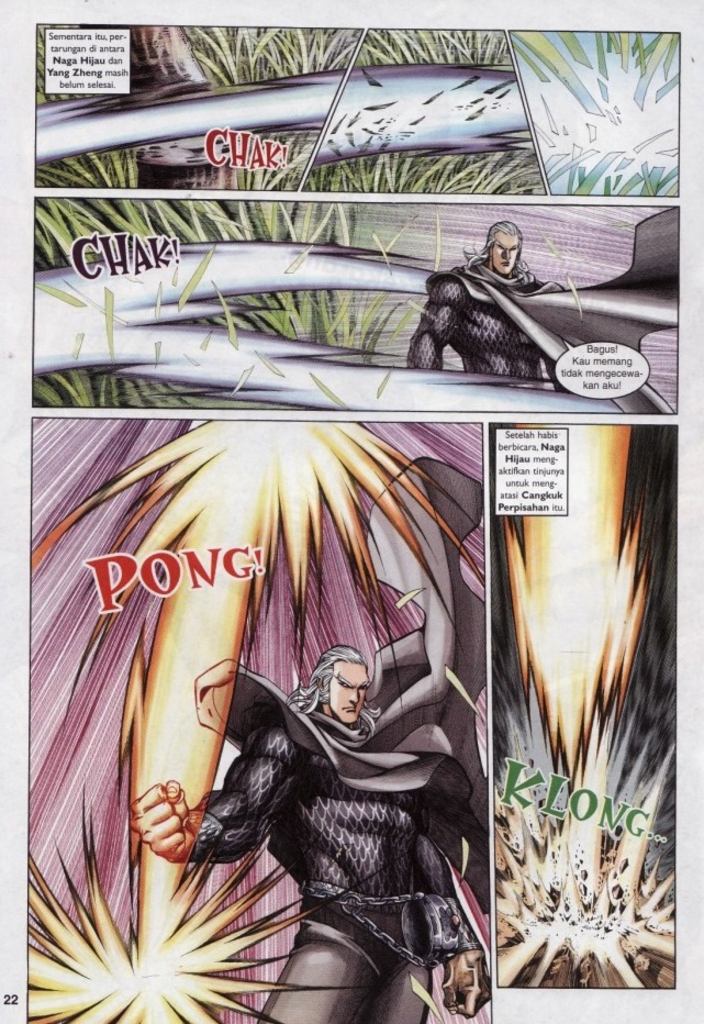 Sementara itu, per-
tarungan di antara
Naga Hijau dan
Yang Zheng masih
belum selesai.
CHAK!
CHAK!
Bagus!
Kau memang
tidak mengecewa-
kan aku!
PONG!
Setelah habis
berbicara, Naga
Hijau meng-
aktifkan tinjunya
untuk meng-
atasi Cangkuk
Perpisahan itu.
KLONG...
22